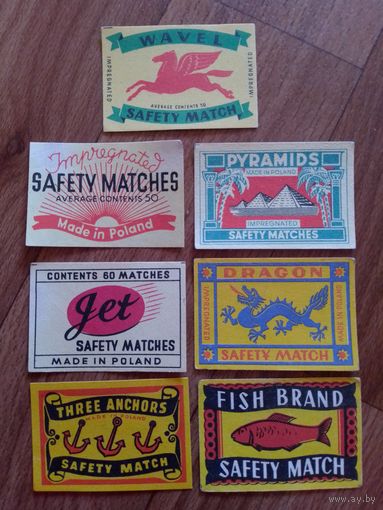 WAVEL
IMPREGNATED
IMPREGNATED
AVERAGE CONTENTS 50
SAFETY MATCH
Impregnated
SAFETY MATCHES
AVERAGE CONTENTS 50
Made in Poland
PYRAMIDS
MADE IN POLAND
IMPREGNATED
SAFETY MATCHES
CONTENTS 60 MATCHES
Jet
SAFETY MATCHES
MADE IN POLAND
DRAGON
IMPREGNATED
MADE IN POLAND
SAFETY MATCH
THREE ANCHORS
MADE IN POLAND
SAFETY MATCH
FISH BRAND
SAFETY MATCH
www.ay.by